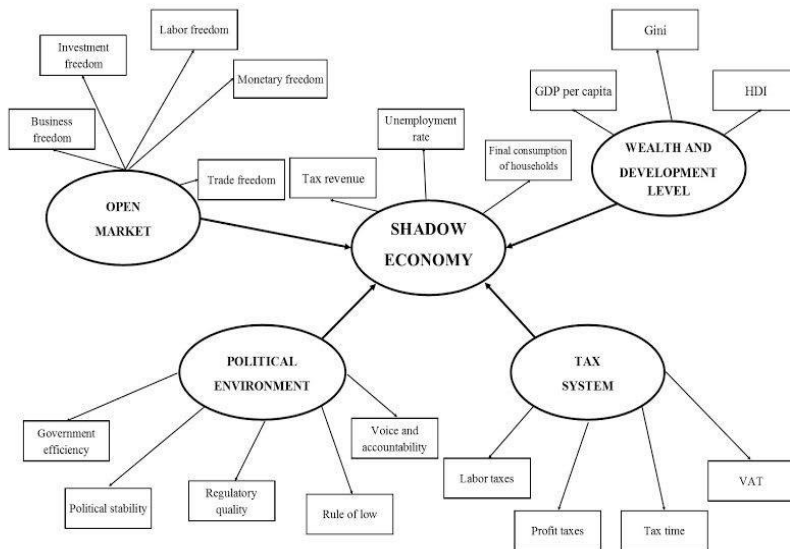 Labor freedom
Gini
Investment
freedom
Monetary freedom
GDP per capita
HDI
Business
freedom
Unemployment
rate
Final consumption
of households
WEALTH AND
DEVELOPMENT
LEVEL
Trade freedom
Tax revenue
OPEN
MARKET
SHADOW
ECONOMY
POLITICAL
ENVIRONMENT
TAX
SYSTEM
Government
efficiency
Voice and
accountability
Political stability
Regulatory
quality
Rule of low
Labor taxes
VAT
Profit taxes
Tax time